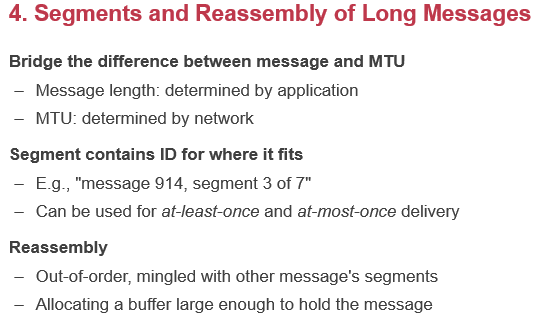 4. Segments and Reassembly of Long Messages
Bridge the difference between message and MTU
– Message length: determined by application
– MTU: determined by network
Segment contains ID for where it fits
– E.g., "message 914, segment 3 of 7"
– Can be used for at-least-once and at-most-once delivery
Reassembly
– Out-of-order, mingled with other message's segments
– Allocating a buffer large enough to hold the message